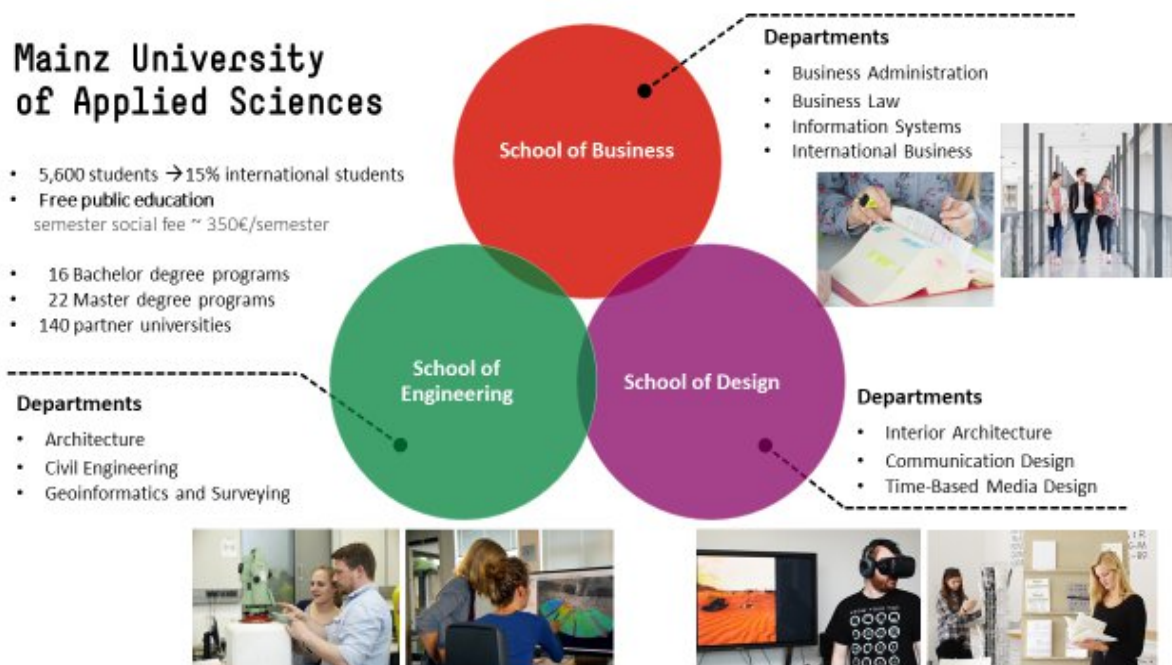 Mainz University
of Applied Sciences
• 5,600 students → 15% international students
• Free public education
semester social fee ~ 350€/semester
• 16 Bachelor degree programs
• 22 Master degree programs
• 140 partner universities
School of Business
Departments
• Business Administration
• Business Law
• Information Systems
• International Business
School of
Engineering
Departments
• Architecture
• Civil Engineering
• Geoinformatics and Surveying
School of Design
Departments
• Interior Architecture
• Communication Design
• Time-Based Media Design